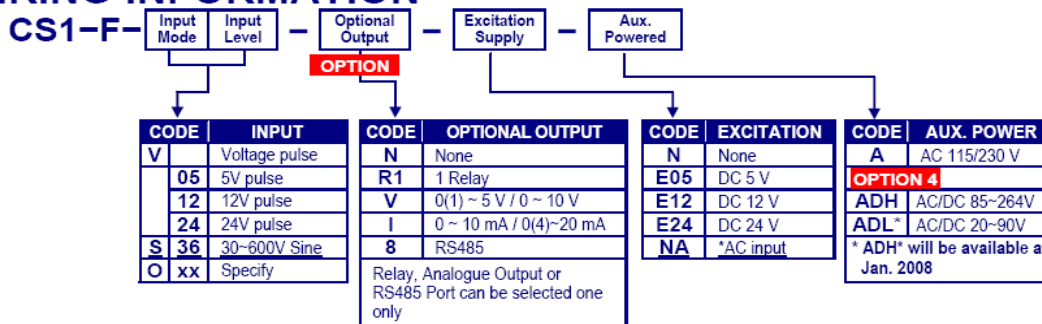 CS1−F− Input Mode Input Level − Optional Output − Excitation Supply − Aux. Powered
OPTION
CODE INPUT
V Voltage pulse
05 5V pulse
12 12V pulse
24 24V pulse
S 36 30~600V Sine
O xx Specify
CODE OPTIONAL OUTPUT
N None
R1 1 Relay
V 0(1) ~ 5 V / 0 ~ 10 V
I 0 ~ 10 mA / 0(4)~20 mA
8 RS485
Relay, Analogue Output or
RS485 Port can be selected one
only
CODE EXCITATION
N None
E05 DC 5 V
E12 DC 12 V
E24 DC 24 V
NA *AC input
CODE AUX. POWER
A AC 115/230 V
OPTION 4
ADH AC/DC 85~264V
ADL* AC/DC 20~90V
* ADH* will be available
Jan. 2008